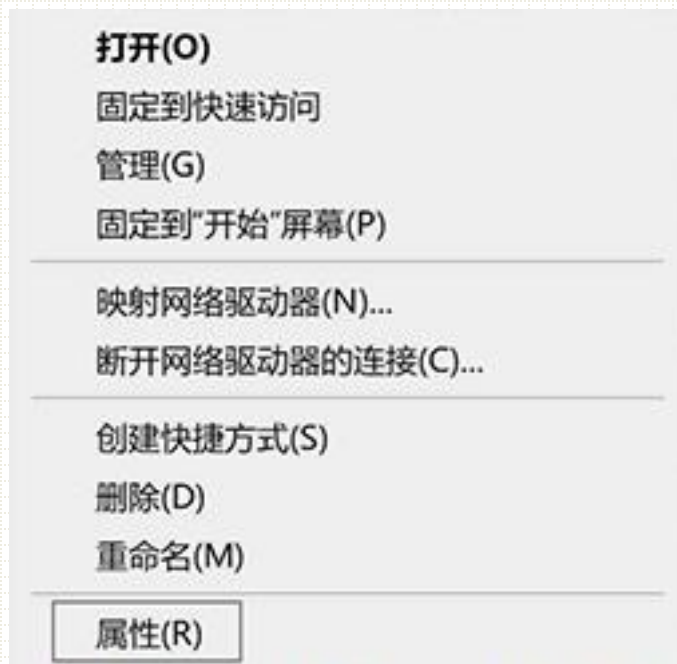 打开(O)
固定到快速访问
管理(G)
固定到"开始"屏幕(P)
映射网络驱动器(N)...
断开网络驱动器的连接(C)...
创建快捷方式(S)
删除(D)
重命名(M)
属性(R)